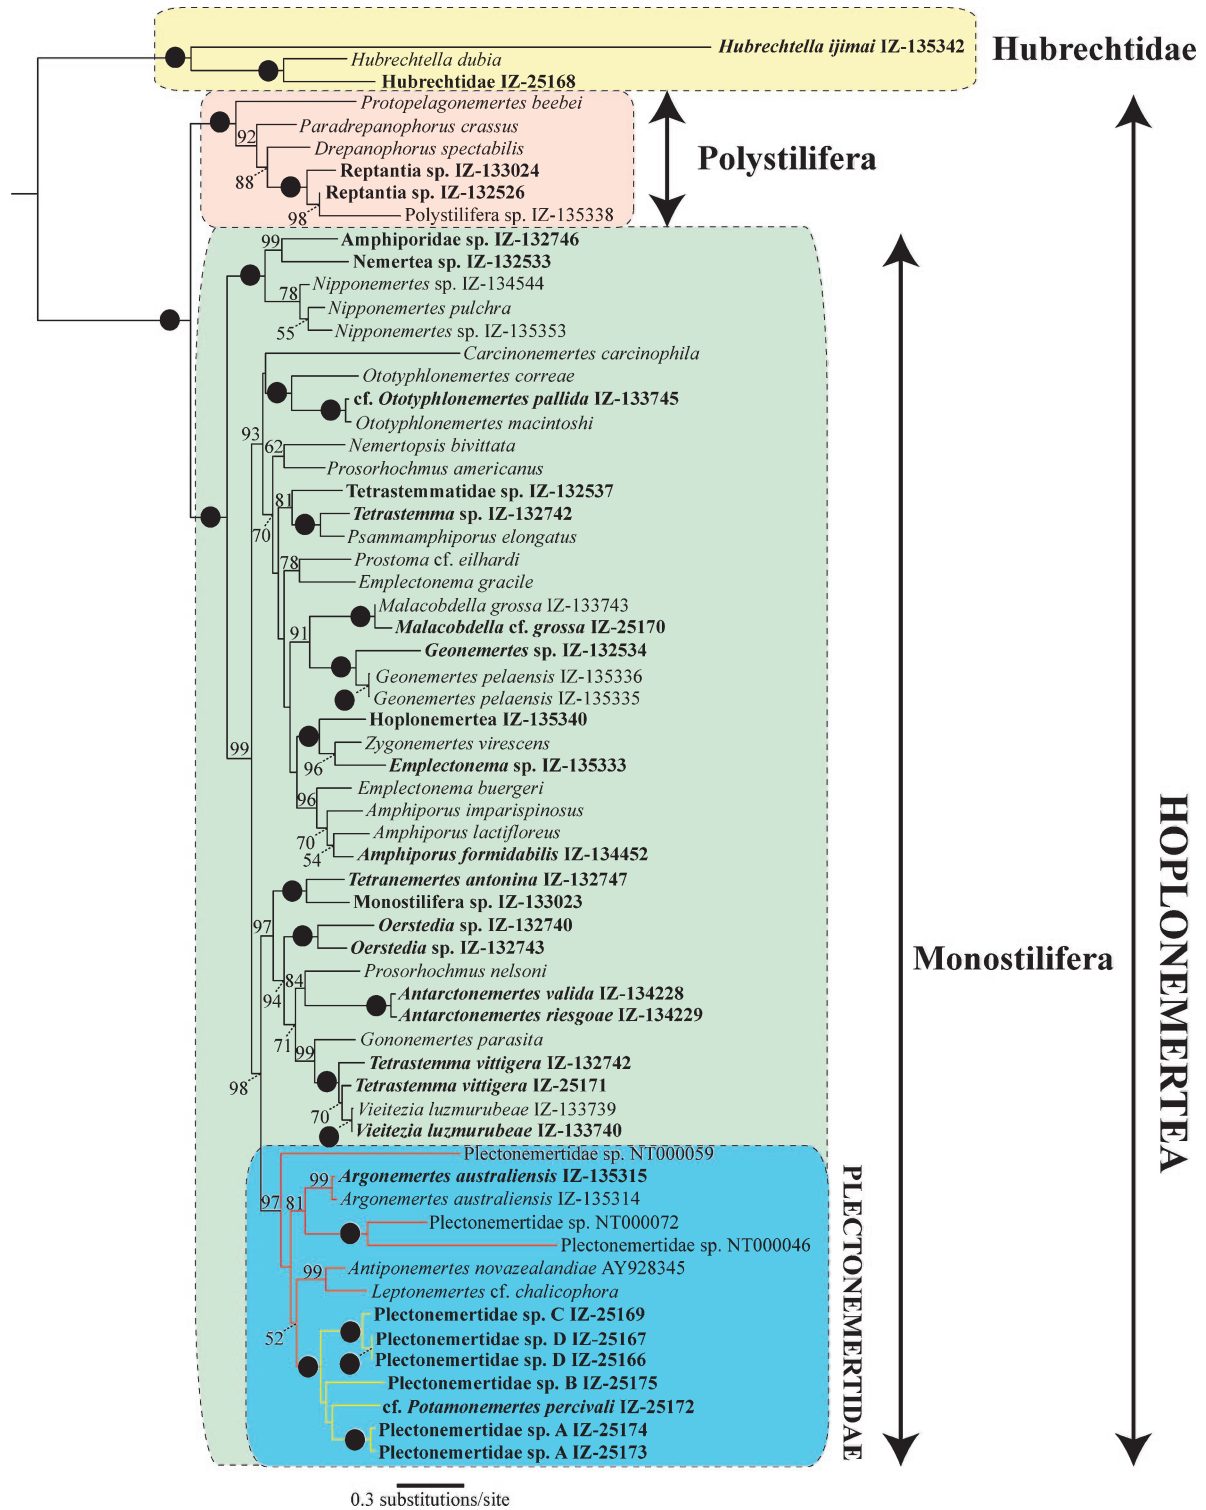 Hubrechtella ijimai IZ-135342
Hubrechtidae
Hubrechtella dubia
Hubrechtidae IZ-25168
Protopelagonemertes beebei
Paradrepanophorus crassus
92
Drepanophorus spectabilis
Polystilifera
Reptantia sp. IZ-133024
88
Reptantia sp. IZ-132526
98
Polystilifera sp. IZ-135338
99
Amphiporidae sp. IZ-132746
Nemertea sp. IZ-132533
Nipponemertes sp. IZ-134544
78
Nipponemertes pulchra
55
Nipponemertes sp. IZ-135353
Carcinonemertes carcinophila
Ototyphlonemertes correae
cf. Ototyphlonemertes pallida IZ-133745
Ototyphlonemertes macintoshi
93
62
Nemertopsis bivittata
Prosorhochmus americanus
Tetrastemmatidae sp. IZ-132537
81
Tetrastemma sp. IZ-132742
70
Psammamphiporus elongatus
78
Prostoma cf. eilhardi
Emplectonema gracile
Malacobdella grossa IZ-133743
91
Malacobdella cf. grossa IZ-25170
Geonemertes sp. IZ-132534
Geonemertes pelaensis IZ-135336
Geonemertes pelaensis IZ-135335
Hoplonemertea IZ-135340
99
Zygonemertes virescens
96
Emplectonema sp. IZ-135333
96
Emplectonema buergeri
Amphiporus imparispinosus
70
Amphiporus lactifloreus
54
Amphiporus formidabilis IZ-134452
HOPLONEMERTEA
Tetranemertes antonina IZ-132747
Monostilifera sp. IZ-133023
97
Oerstedia sp. IZ-132740
Oerstedia sp. IZ-132743
Monostilifera
Prosorhochmus nelsoni
84
94
Antarctonemertes valida IZ-134228
Antarctonemertes riesgoae IZ-134229
71
Gononemertes parasita
99
Tetrastemma vittigera IZ-132742
98
Tetrastemma vittigera IZ-25171
70
Vieitezia luzmurubeae IZ-133739
Vieitezia luzmurubeae IZ-133740
Plectonemertidae sp. NT000059
99
Argonemertes australiensis IZ-135315
97
81
Argonemertes australiensis IZ-135314
Plectonemertidae sp. NT000072
Plectonemertidae sp. NT000046
PLECTONEMERTIDAE
99
Antiponemertes novazealandiae AY928345
Leptonemertes cf. chalicophora
Plectonemertidae sp. C IZ-25169
52
Plectonemertidae sp. D IZ-25167
Plectonemertidae sp. D IZ-25166
Plectonemertidae sp. B IZ-25175
cf. Potamonemertes percivali IZ-25172
Plectonemertidae sp. A IZ-25174
Plectonemertidae sp. A IZ-25173
0.3 substitutions/site